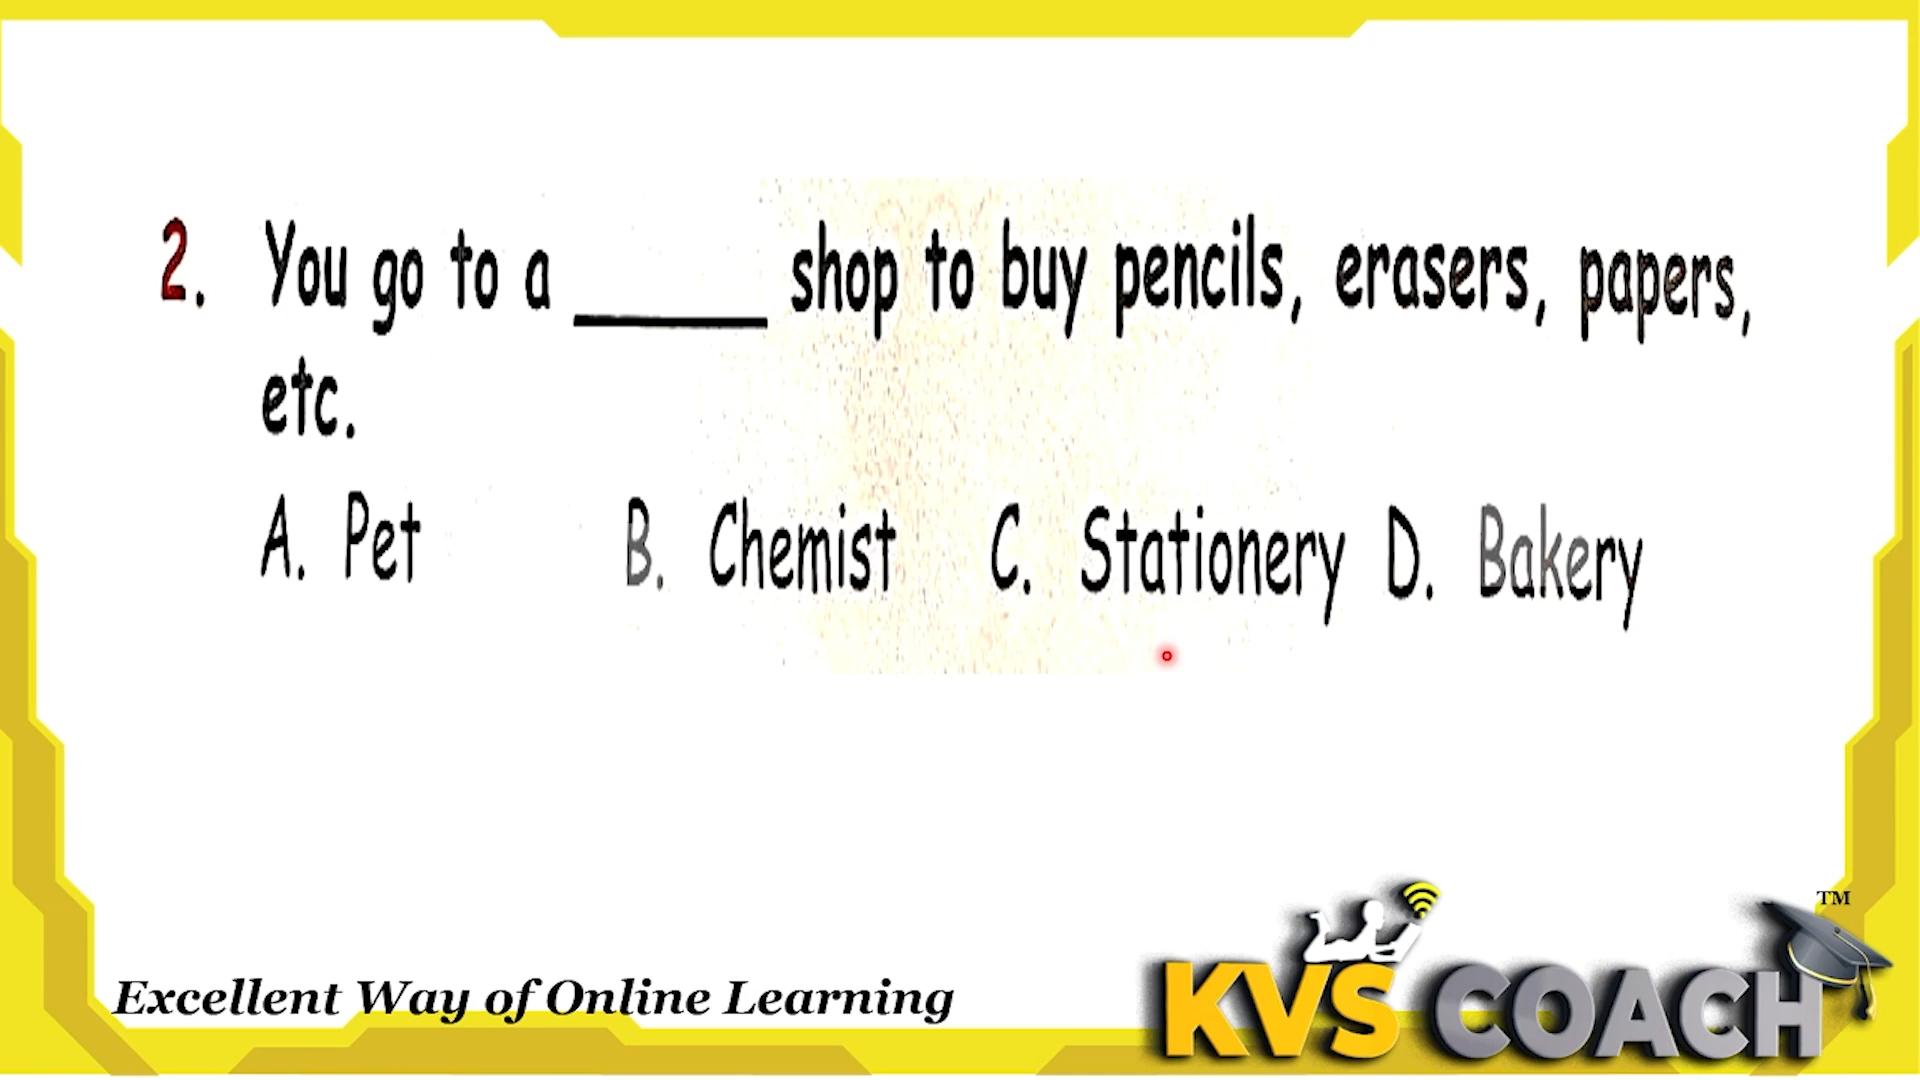 2. You go to a _____ shop to buy pencils, erasers, papers,
etc.
A. Pet B. Chemist C. Stationery D. Bakery
Excellent Way of Online Learning
KVS COACH TM